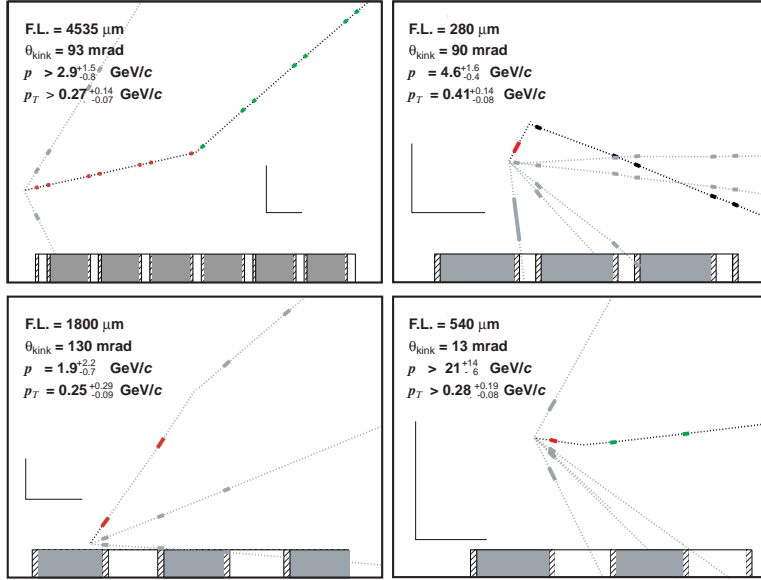 F.L. = 4535 μm
θkink = 93 mrad
p > 2.9 +1.5 -0.8 GeV/c
pT > 0.27 +0.14 -0.07 GeV/c
F.L. = 280 μm
θkink = 90 mrad
p = 4.6 +1.6 -0.4 GeV/c
pT = 0.41 +0.14 -0.08 GeV/c
F.L. = 1800 μm
θkink = 130 mrad
p = 1.9 +2.2 -0.7 GeV/c
pT = 0.25 +0.29 -0.09 GeV/c
F.L. = 540 μm
θkink = 13 mrad
p > 21 +14 -6 GeV/c
pT > 0.28 +0.19 -0.08 GeV/c